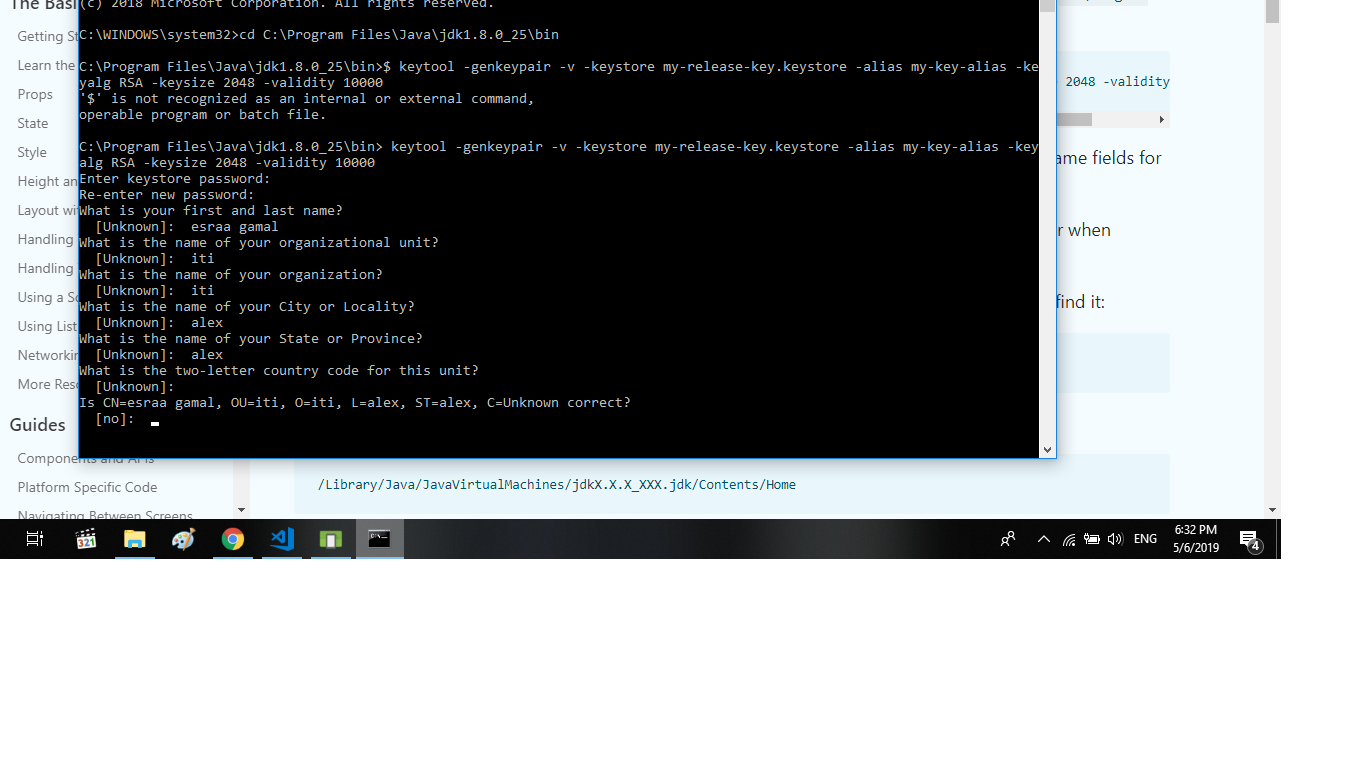 The Basi
Getting St
Learn the
Props
State
Style
Height an
Layout wi
Handling
Handling
Using a Sc
Using List
Networkin
More Reso
Guides
Components and APIs
Platform Specific Code
Navigating Between Screens
(c) 2018 Microsoft Corporation. All rights reserved.
C:\WINDOWS\system32>cd C:\Program Files\Java\jdk1.8.0_25\bin
C:\Program Files\Java\jdk1.8.0_25\bin>$ keytool -genkeypair -v -keystore my-release-key.keystore -alias my-key-alias -ke
yalg RSA -keysize 2048 -validity 10000
'$' is not recognized as an internal or external command,
operable program or batch file.
C:\Program Files\Java\jdk1.8.0_25\bin> keytool -genkeypair -v -keystore my-release-key.keystore -alias my-key-alias -key
alg RSA -keysize 2048 -validity 10000
Enter keystore password:
Re-enter new password:
What is your first and last name?
[Unknown]: esraa gamal
What is the name of your organizational unit?
[Unknown]: iti
What is the name of your organization?
[Unknown]: iti
What is the name of your City or Locality?
[Unknown]: alex
What is the name of your State or Province?
[Unknown]: alex
What is the two-letter country code for this unit?
[Unknown]:
Is CN=esraa gamal, OU=iti, O=iti, L=alex, ST=alex, C=Unknown correct?
[no]:
2048 -validity
ame fields for
r when
find it:
/Library/Java/JavaVirtualMachines/jdkX.X.X_XXX.jdk/Contents/Home
321
C:\_
ENG
6:32 PM
5/6/2019
4